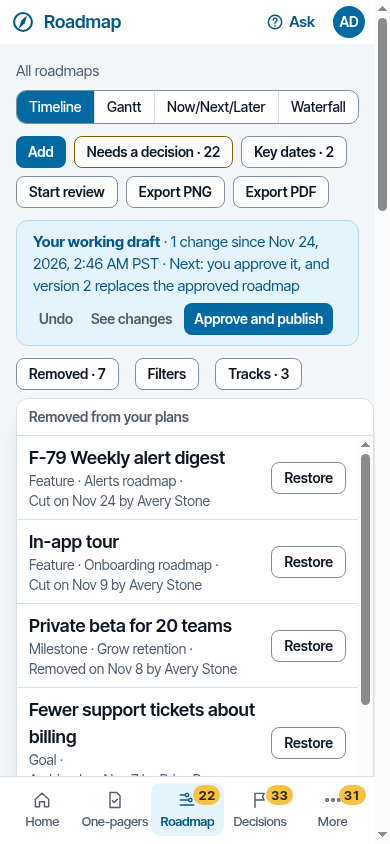 Roadmap
Ask
AD
All roadmaps
Timeline
Gantt
Now/Next/Later
Waterfall
Add
Needs a decision · 22
Key dates · 2
Start review
Export PNG
Export PDF
Your working draft · 1 change since Nov 24,
2026, 2:46 AM PST · Next: you approve it, and
version 2 replaces the approved roadmap
Undo
See changes
Approve and publish
Removed · 7
Filters
Tracks · 3
Removed from your plans
F-79 Weekly alert digest
Feature · Alerts roadmap ·
Cut on Nov 24 by Avery Stone
Restore
In-app tour
Feature · Onboarding roadmap ·
Cut on Nov 9 by Avery Stone
Restore
Private beta for 20 teams
Milestone · Grow retention ·
Removed on Nov 8 by Avery Stone
Restore
Fewer support tickets about
billing
Goal ·
Restore
22
33
31
Home
One-pagers
Roadmap
Decisions
More